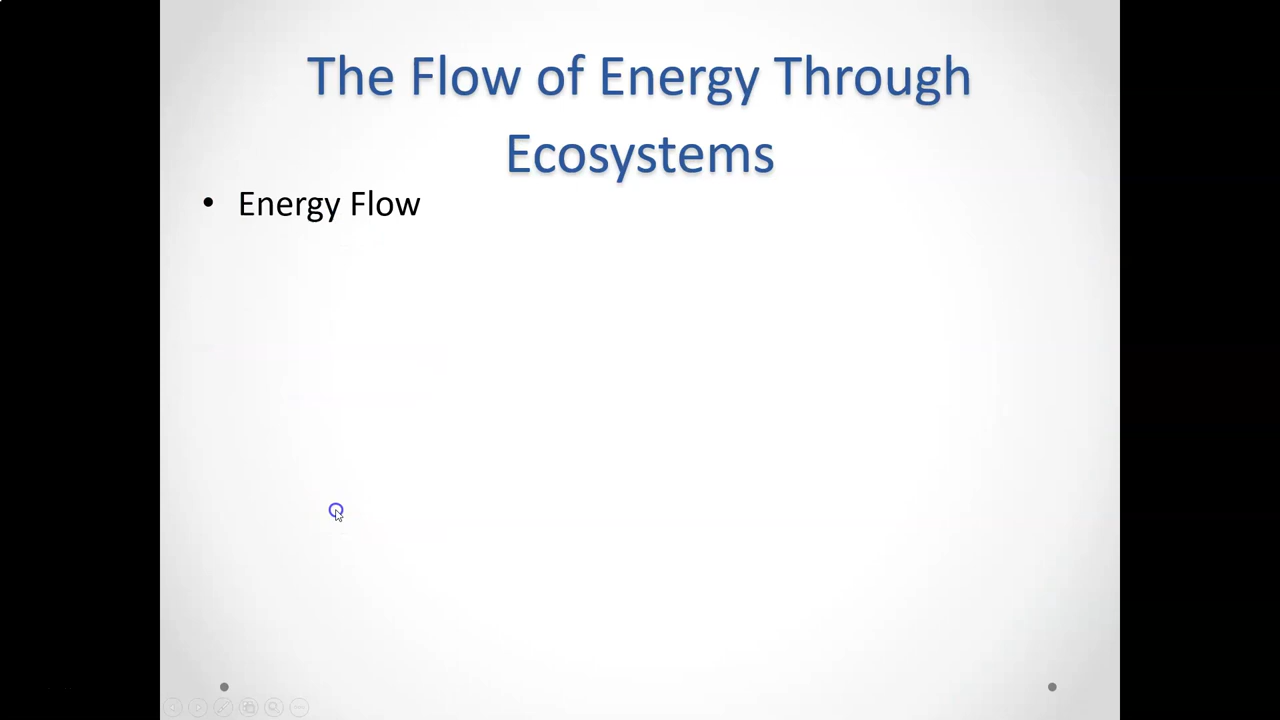 The Flow of Energy Through
Ecosystems
• Energy Flow